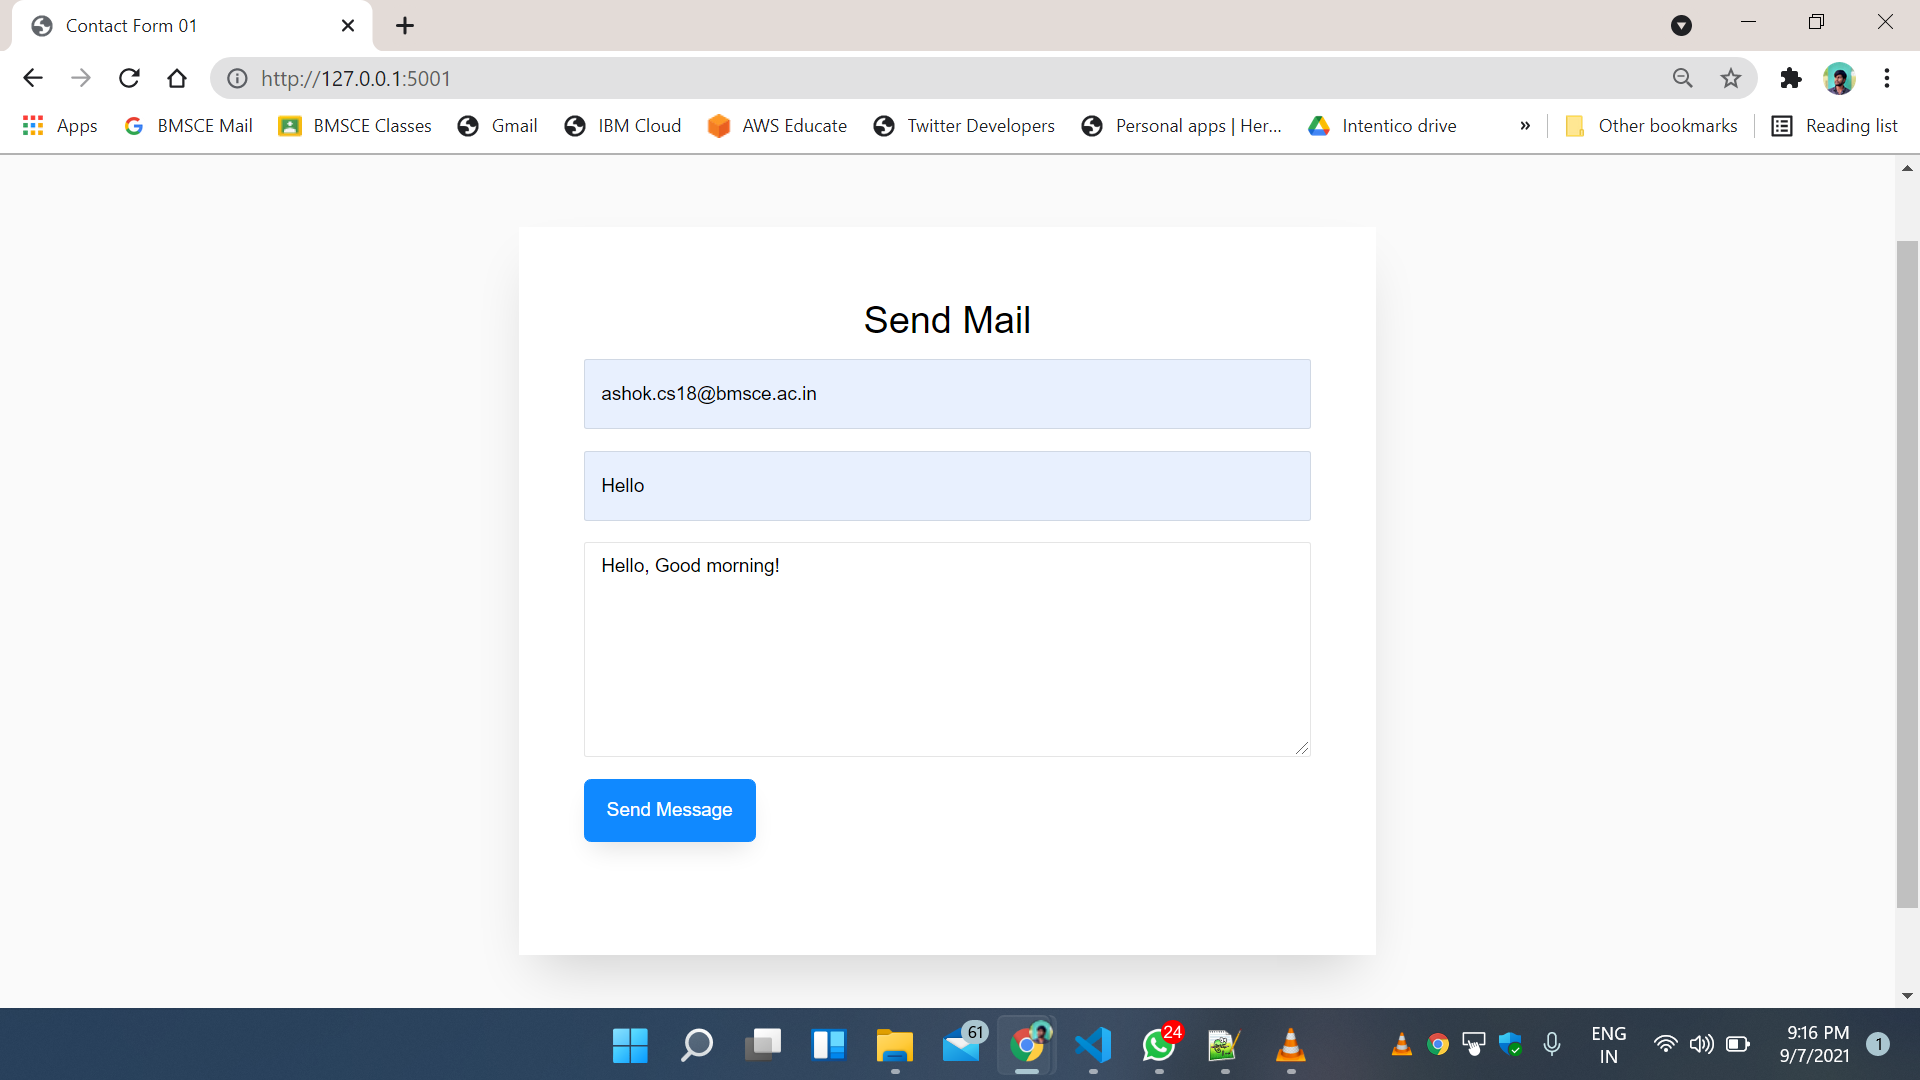 Contact Form 01
http://127.0.0.1:5001
Apps BMSCE Mail BMSCE Classes Gmail IBM Cloud AWS Educate Twitter Developers Personal apps | Her... Intentico drive » Other bookmarks Reading list
Send Mail
ashok.cs18@bmsce.ac.in
Hello
Hello, Good morning!
Send Message
61
24
ENG
IN
9:16 PM
9/7/2021
1